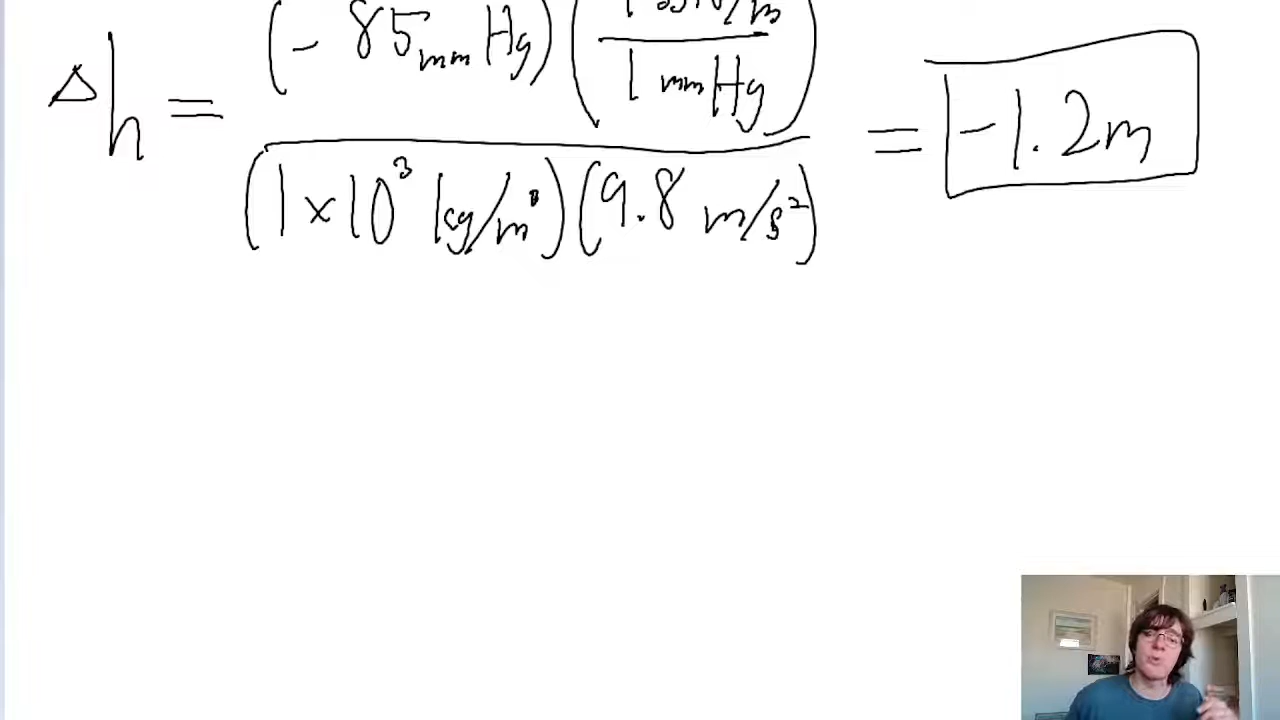 Δh = (-85 mmHg) ( / 1 mmHg) / (1 × 10³ kg/m³)(9.8 m/s²) = -1.2m